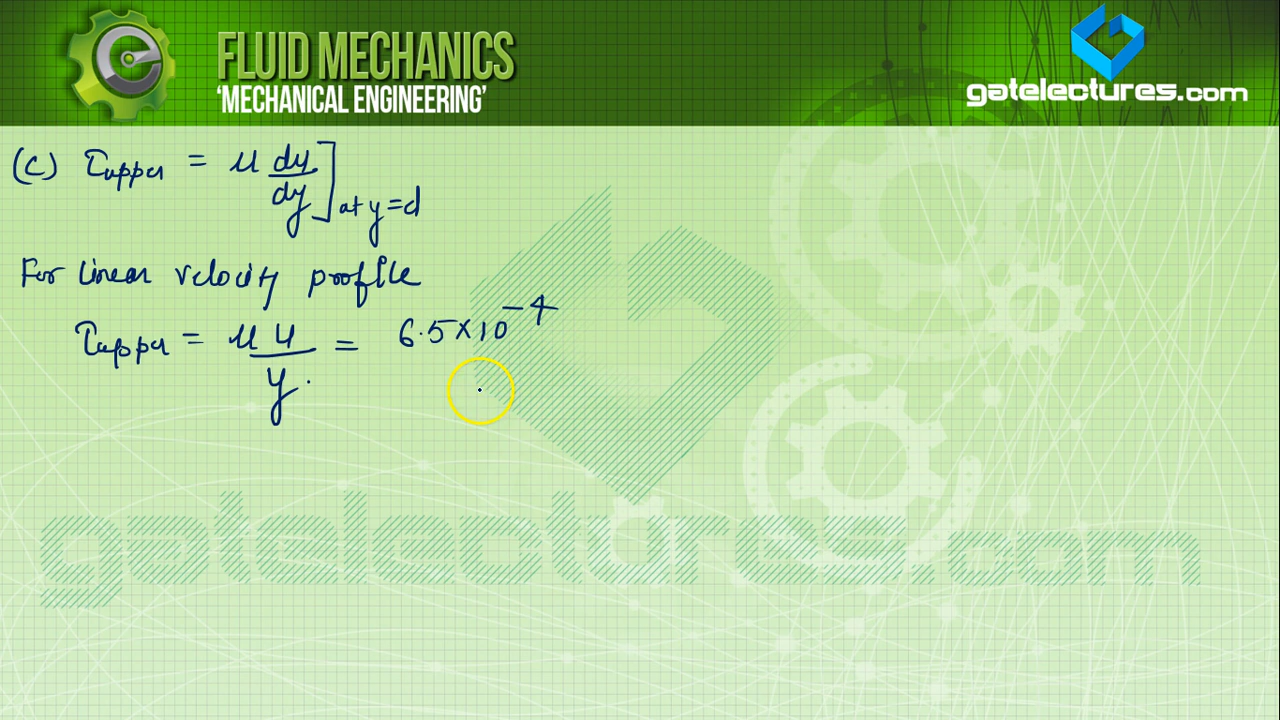 FLUID MECHANICS
'MECHANICAL ENGINEERING'
gatelectures.com
(C) τupper = μ du/dy ] at y = d
For linear velocity profile
τupper = μ u / y = 6.5 × 10^-4
gatelectures.com